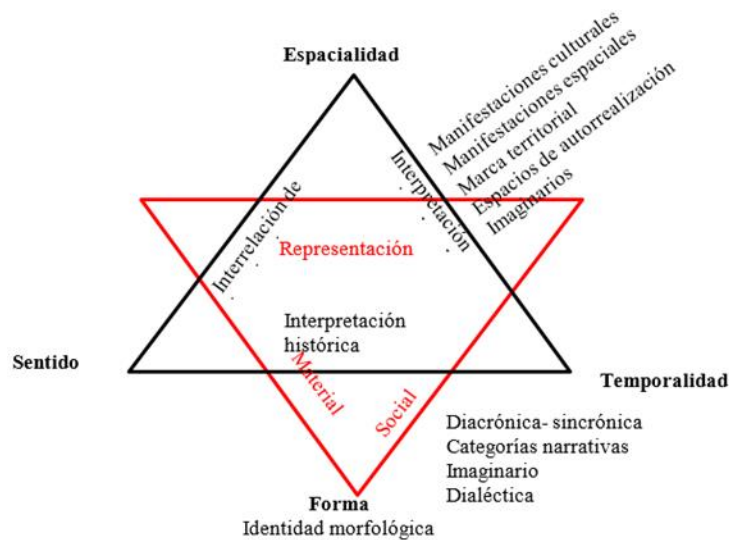 Espacialidad
Manifestaciones culturales
Manifestaciones espaciales
Marca territorial
Espacios de autorrealización
Imaginarios
Interpretación
Interrelación de
Representación
Interpretación
histórica
Sentido
Material
Social
Temporalidad
Diacrónica- sincrónica
Categorías narrativas
Imaginario
Dialéctica
Forma
Identidad morfológica